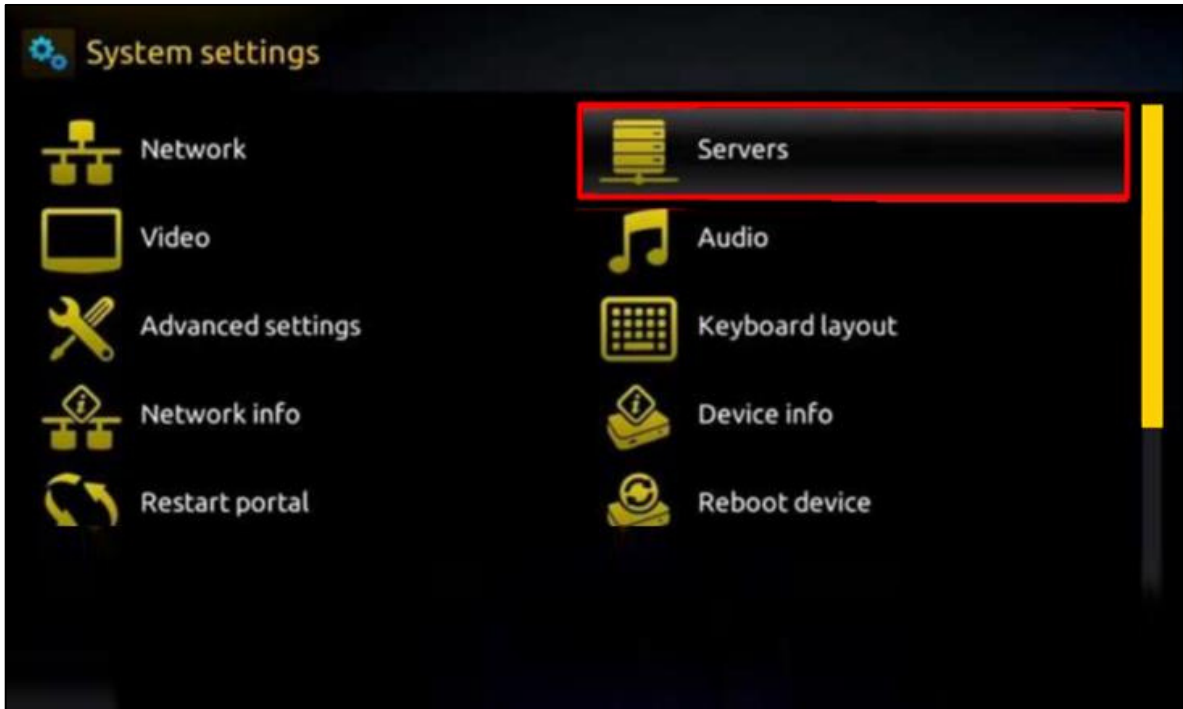 System settings
Network
Servers
Video
Audio
Advanced settings
Keyboard layout
Network info
Device info
Restart portal
Reboot device